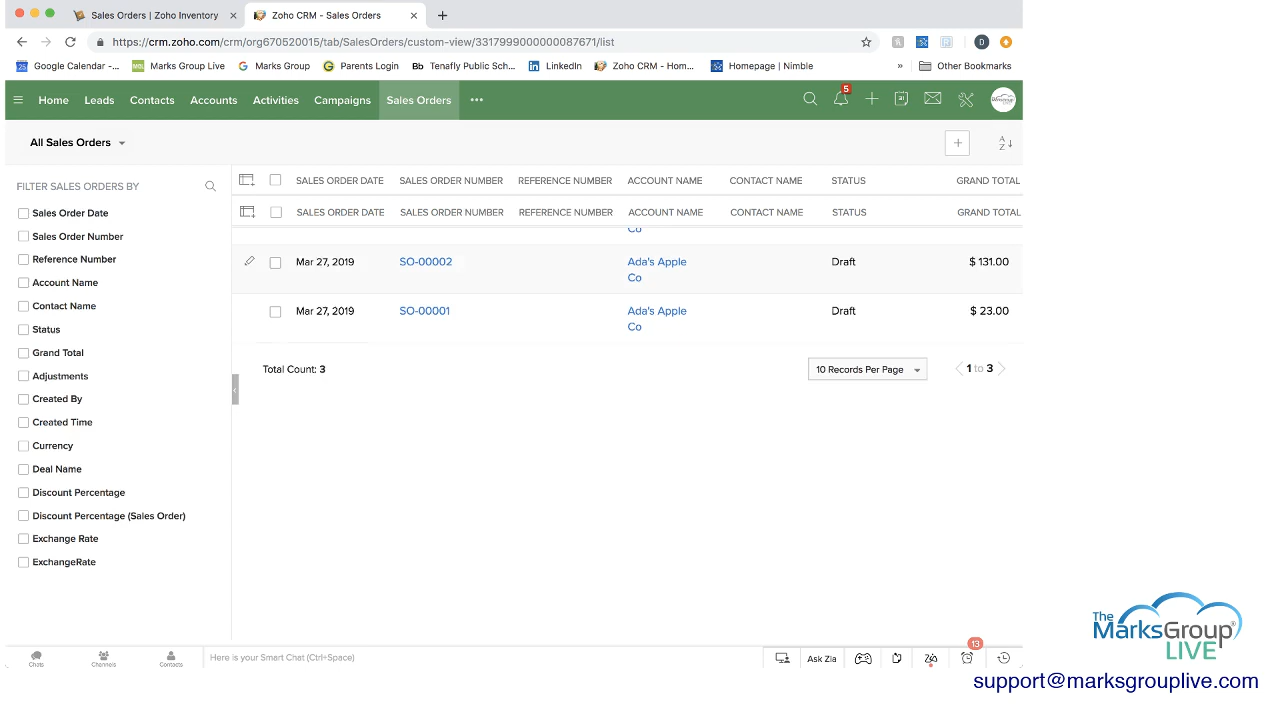 Sales Orders | Zoho Inventory
Zoho CRM - Sales Orders
https://crm.zoho.com/crm/org670520015/tab/SalesOrders/custom-view/3317999000000087671/list
D
25 Google Calendar -...
MGL Marks Group Live
G Marks Group
G Parents Login
Bb Tenafly Public Sch...
in LinkedIn
Zoho CRM - Hom...
Homepage | Nimble
»
Other Bookmarks
Home Leads Contacts Accounts Activities Campaigns Sales Orders •••
5
31
All Sales Orders
+
A Z
FILTER SALES ORDERS BY
Sales Order Date
Sales Order Number
Reference Number
Account Name
Contact Name
Status
Grand Total
Adjustments
Created By
Created Time
Currency
Deal Name
Discount Percentage
Discount Percentage (Sales Order)
Exchange Rate
ExchangeRate
SALES ORDER DATE SALES ORDER NUMBER REFERENCE NUMBER ACCOUNT NAME CONTACT NAME STATUS GRAND TOTAL
SALES ORDER DATE SALES ORDER NUMBER REFERENCE NUMBER ACCOUNT NAME CONTACT NAME STATUS GRAND TOTAL
Co
Mar 27, 2019 SO-00002 Ada's Apple Draft $ 131.00
Co
Mar 27, 2019 SO-00001 Ada's Apple Draft $ 23.00
Co
Total Count: 3
10 Records Per Page
1 to 3
Chats
Channels
Contacts
Here is your Smart Chat (Ctrl+Space)
Ask Zia
13
The
MarksGroup®
LIVE
support@marksgrouplive.com